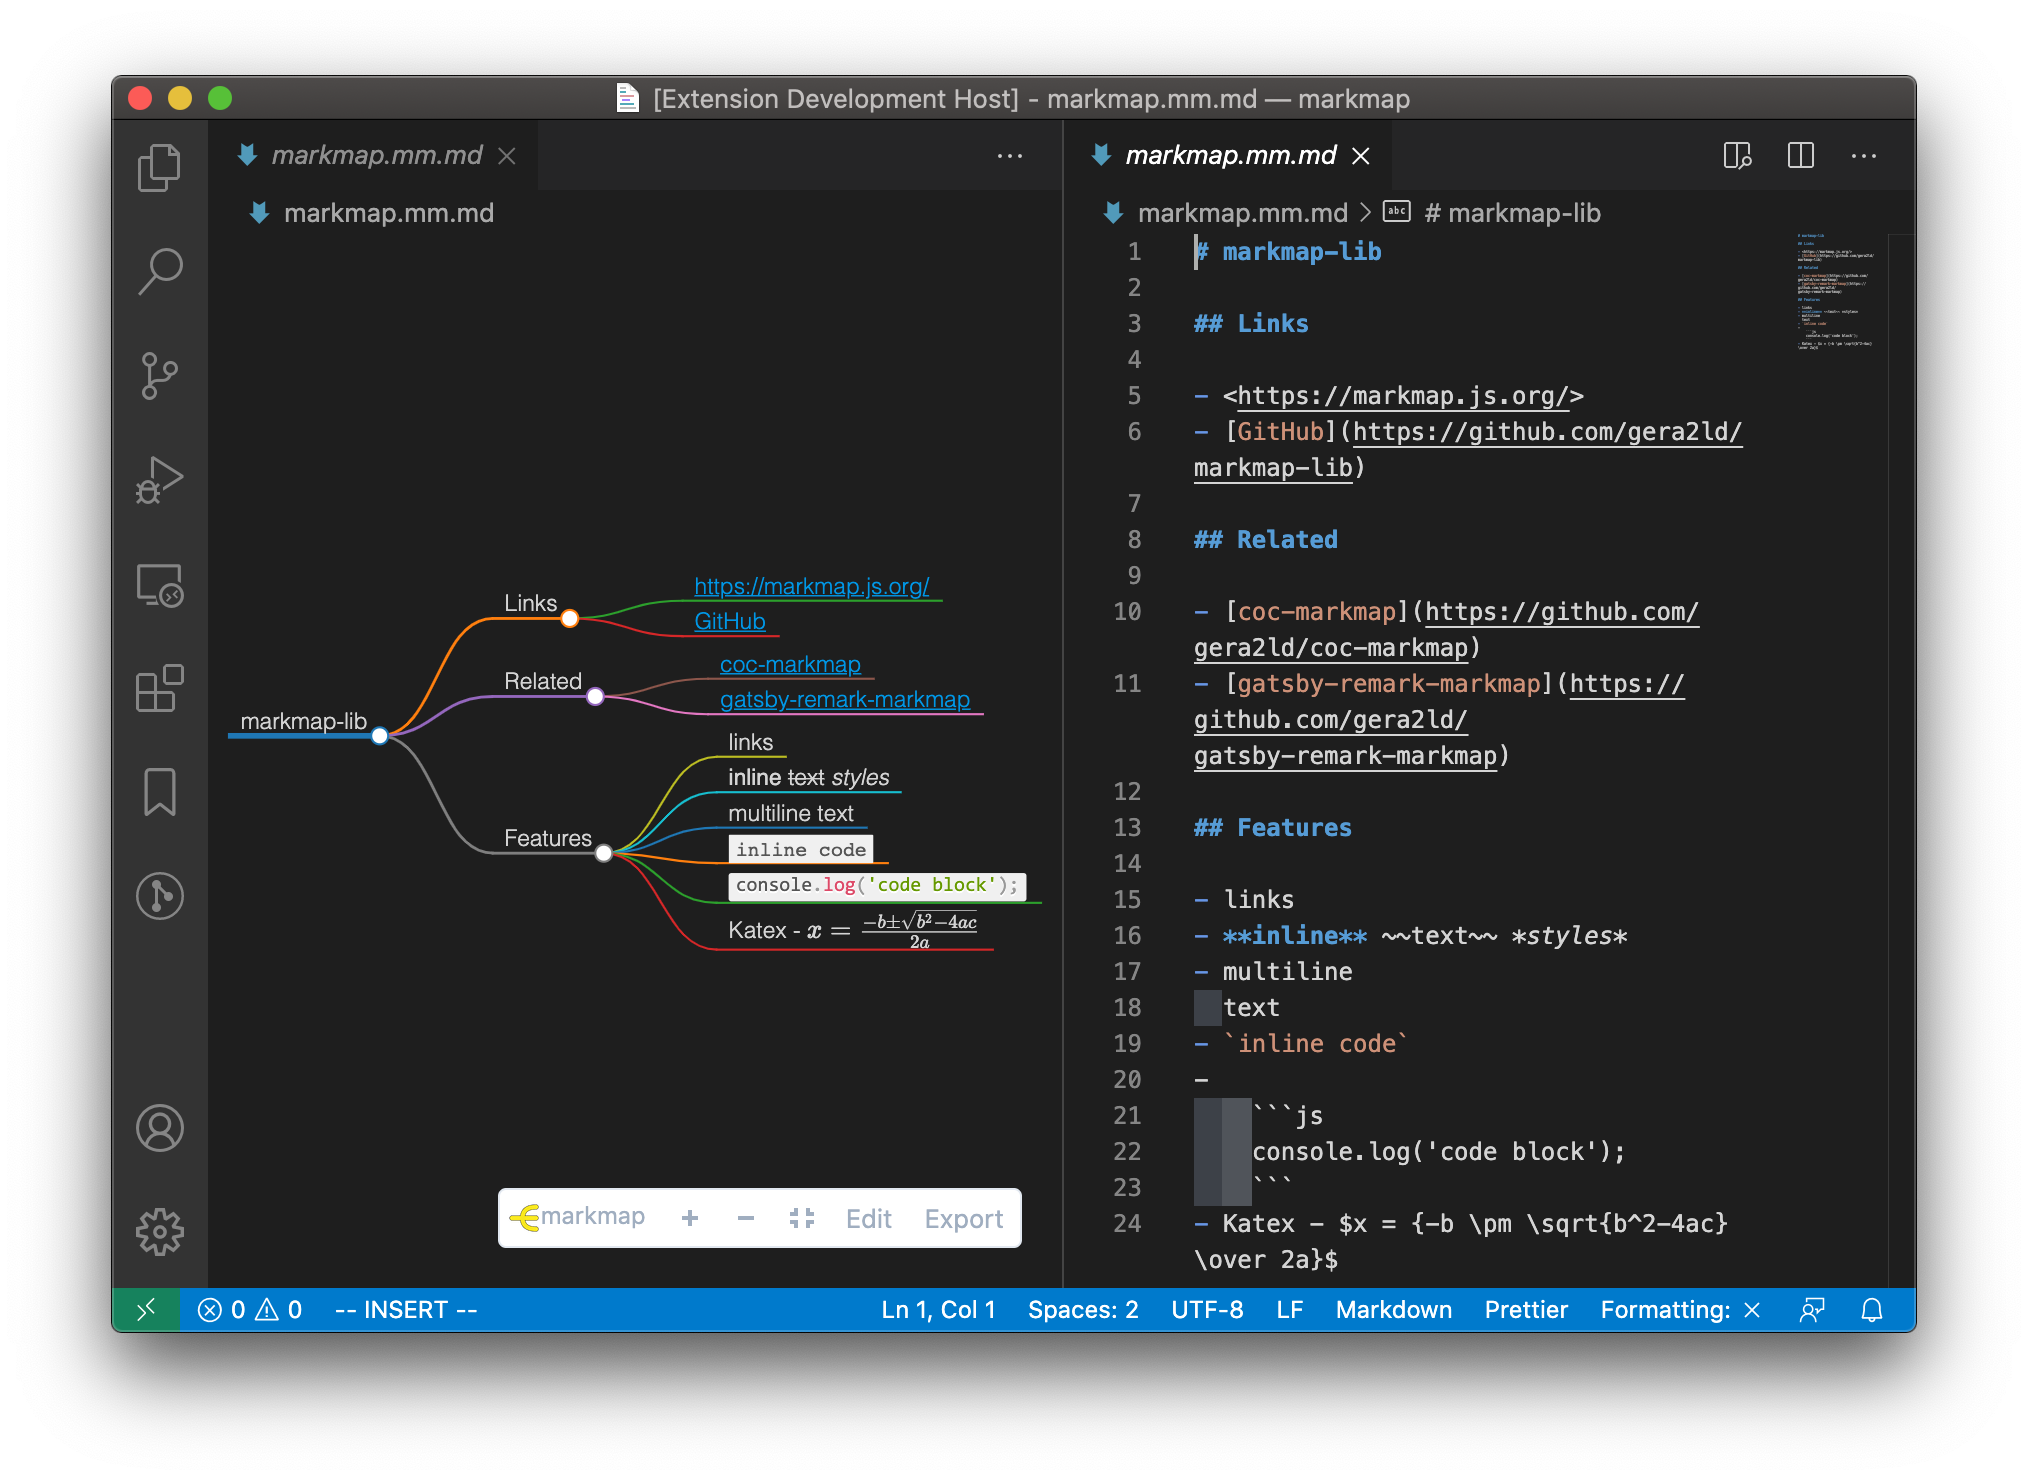 [Extension Development Host] - markmap.mm.md — markmap
markmap.mm.md
markmap.mm.md
markmap-lib
Links
https://markmap.js.org/
GitHub
Related
coc-markmap
gatsby-remark-markmap
Features
links
inline text styles
multiline text
inline code
console.log('code block');
Katex - x = −b±√b²−4ac
2a
markmap + − Edit Export
markmap.mm.md
markmap.mm.md > abc # markmap-lib
1 # markmap-lib
2
3 ## Links
4
5 - <https://markmap.js.org/>
6 - [GitHub](https://github.com/gera2ld/
markmap-lib)
7
8 ## Related
9
10 - [coc-markmap](https://github.com/
gera2ld/coc-markmap)
11 - [gatsby-remark-markmap](https://
github.com/gera2ld/
gatsby-remark-markmap)
12
13 ## Features
14
15 - links
16 - **inline** ~~text~~ *styles*
17 - multiline
18 text
19 - `inline code`
20 -
21 ```js
22 console.log('code block');
23 ```
24 - Katex - $x = {-b \pm \sqrt{b^2-4ac}
\over 2a}$
0 0 -- INSERT -- Ln 1, Col 1 Spaces: 2 UTF-8 LF Markdown Prettier Formatting: ×